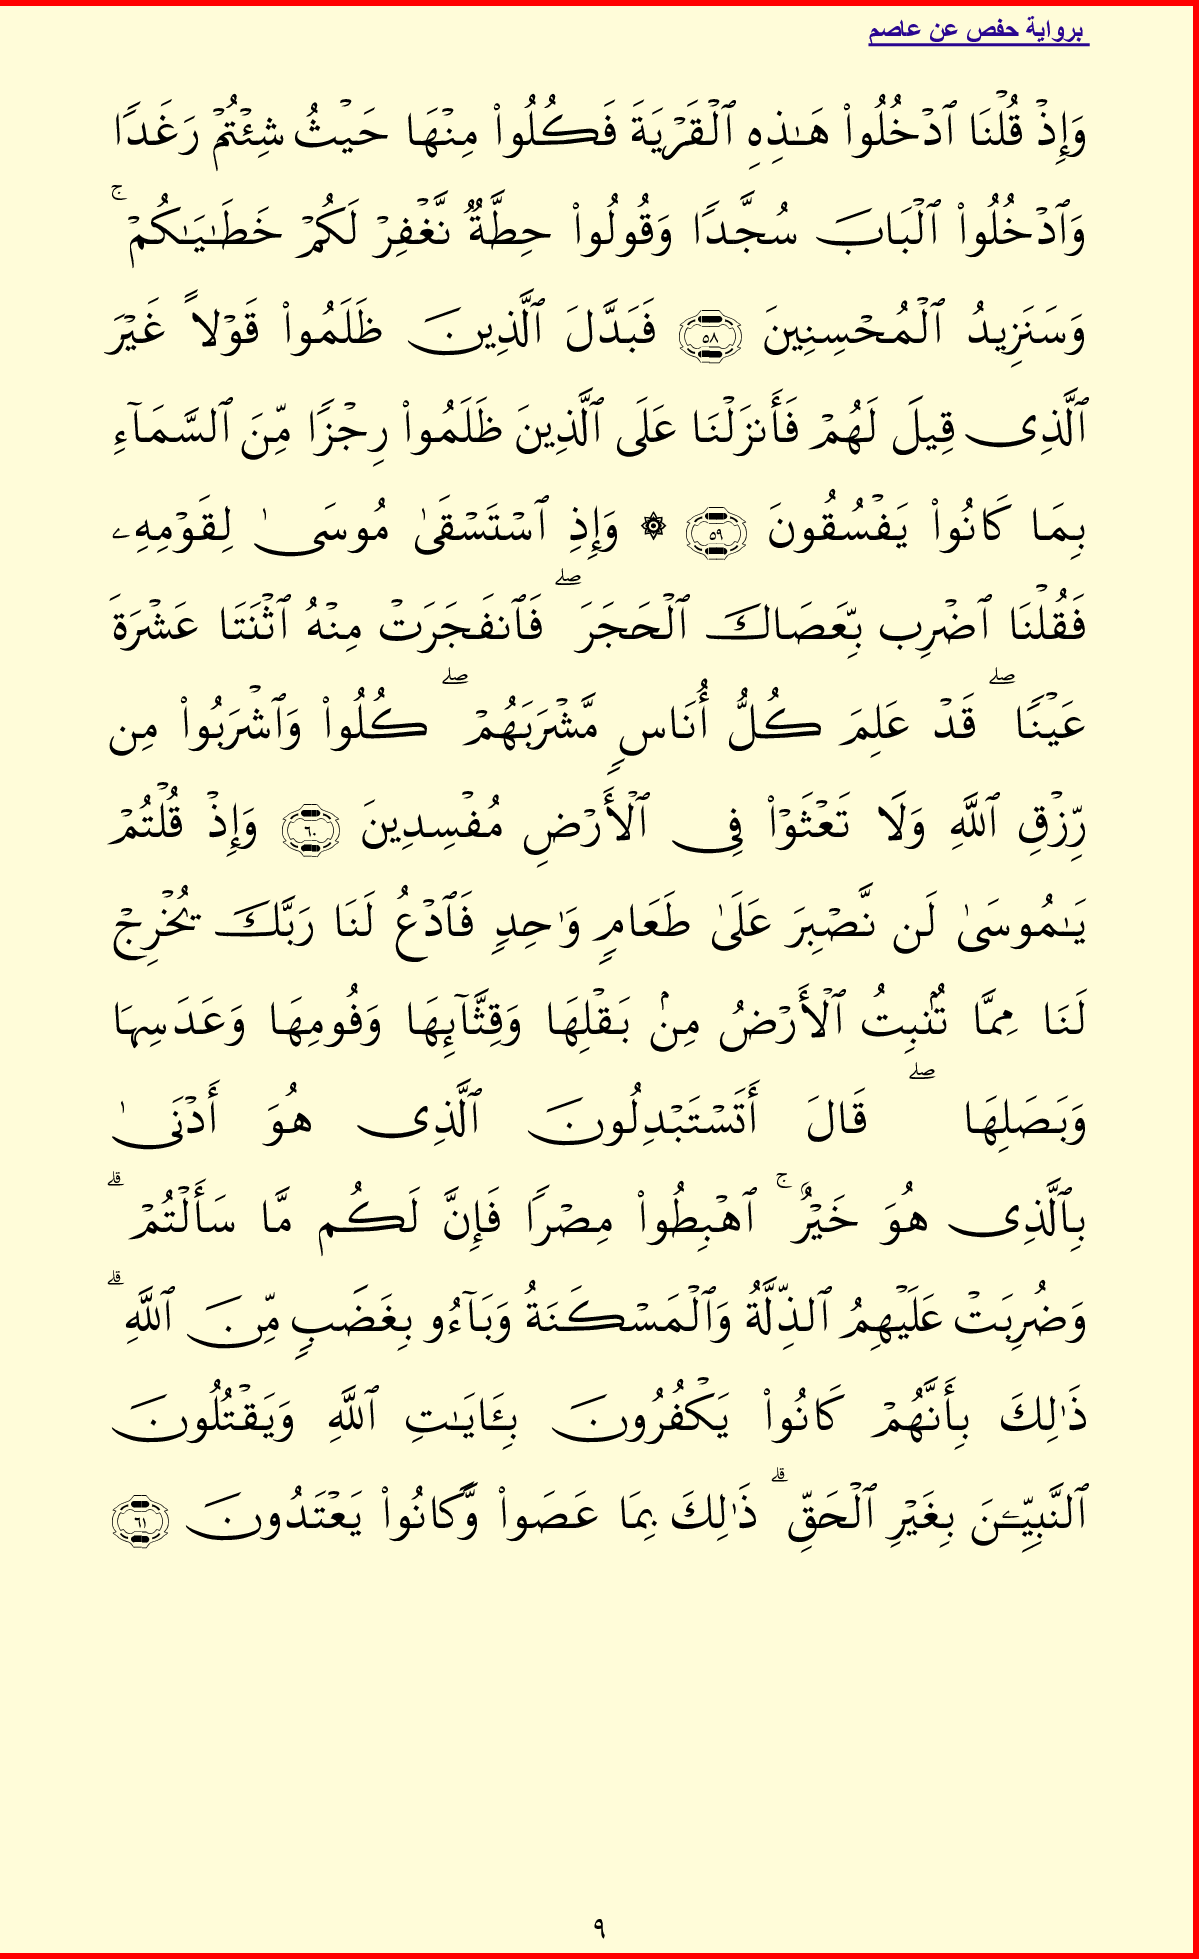 برواية حفص عن عاصم
وَإِذۡ قُلۡنَا ٱدۡخُلُوا۟ هَـٰذِهِ ٱلۡقَرۡيَةَ فَكُلُوا۟ مِنۡهَا حَيۡثُ شِئۡتُمۡ رَغَدࣰا
وَٱدۡخُلُوا۟ ٱلۡبَابَ سُجَّدࣰا وَقُولُوا۟ حِطَّةࣱ نَّغۡفِرۡ لَكُمۡ خَطَـٰيَـٰكُمۡۚ
وَسَنَزِيدُ ٱلۡمُحۡسِنِينَ ٥٨ فَبَدَّلَ ٱلَّذِينَ ظَلَمُوا۟ قَوۡلًا غَيۡرَ
ٱلَّذِی قِيلَ لَهُمۡ فَأَنزَلۡنَا عَلَى ٱلَّذِينَ ظَلَمُوا۟ رِجۡزࣰا مِّنَ ٱلسَّمَاۤءِ
بِمَا كَانُوا۟ يَفۡسُقُونَ ٥٩ ۞ وَإِذِ ٱسۡتَسۡقَىٰ مُوسَىٰ لِقَوۡمِهِۦ
فَقُلۡنَا ٱضۡرِب بِّعَصَاكَ ٱلۡحَجَرَۖ فَٱنفَجَرَتۡ مِنۡهُ ٱثۡنَتَا عَشۡرَةَ
عَيۡنࣰاۖ قَدۡ عَلِمَ كُلُّ أُنَاسࣲ مَّشۡرَبَهُمۡۖ كُلُوا۟ وَٱشۡرَبُوا۟ مِن
رِّزۡقِ ٱللَّهِ وَلَا تَعۡثَوۡا۟ فِی ٱلۡأَرۡضِ مُفۡسِدِينَ ٦٠ وَإِذۡ قُلۡتُمۡ
يَـٰمُوسَىٰ لَن نَّصۡبِرَ عَلَىٰ طَعَامࣲ وَ ٰ⁠حِدࣲ فَٱدۡعُ لَنَا رَبَّكَ يُخۡرِجۡ
لَنَا مِمَّا تُنۢبِتُ ٱلۡأَرۡضُ مِنۢ بَقۡلِهَا وَقِثَّاۤئِهَا وَفُومِهَا وَعَدَسِهَا
وَبَصَلِهَاۖ قَالَ أَتَسۡتَبۡدِلُونَ ٱلَّذِی هُوَ أَدۡنَىٰ
بِٱلَّذِی هُوَ خَيۡرٌۚ ٱهۡبِطُوا۟ مِصۡرࣰا فَإِنَّ لَكُم مَّا سَأَلۡتُمۡۗ
وَضُرِبَتۡ عَلَيۡهِمُ ٱلذِّلَّةُ وَٱلۡمَسۡكَنَةُ وَبَاۤءُو بِغَضَبࣲ مِّنَ ٱللَّهِۗ
ذَ ٰ⁠لِكَ بِأَنَّهُمۡ كَانُوا۟ يَكۡفُرُونَ بِـَٔايَـٰتِ ٱللَّهِ وَيَقۡتُلُونَ
ٱلنَّبِيِّـۧنَ بِغَيۡرِ ٱلۡحَقِّۗ ذَ ٰ⁠لِكَ بِمَا عَصَوا۟ وَّكَانُوا۟ يَعۡتَدُونَ ٦١
٩